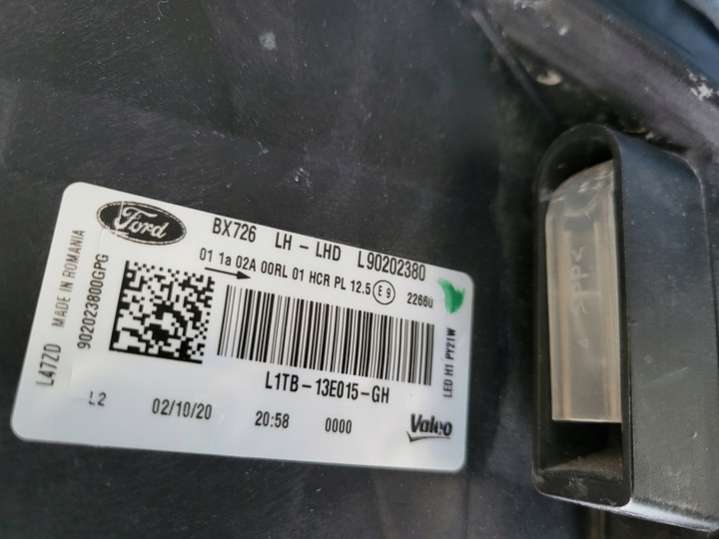 Ford
BX726 LH - LHD L90202380
01 1a 02A 00RL 01 HCR PL 12.5 E9 2266u
L47ZD MADE IN ROMANIA
902023800GPG
LED H1 PY21W
L1TB-13E015-GH
L2 02/10/20 20:58 0000 Valeo
>PP<